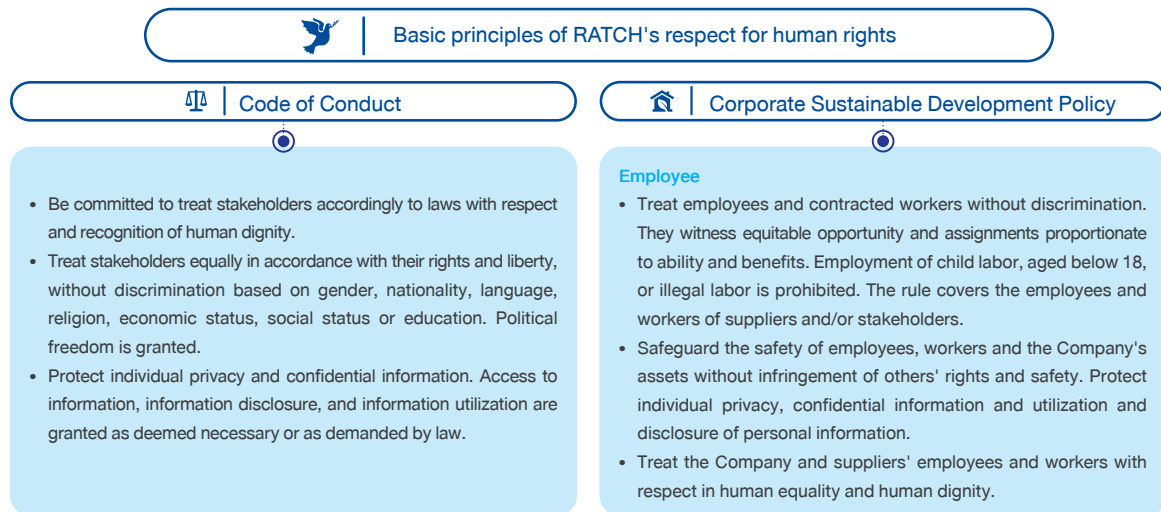 Basic principles of RATCH's respect for human rights
Code of Conduct
• Be committed to treat stakeholders accordingly to laws with respect
and recognition of human dignity.
• Treat stakeholders equally in accordance with their rights and liberty,
without discrimination based on gender, nationality, language,
religion, economic status, social status or education. Political
freedom is granted.
• Protect individual privacy and confidential information. Access to
information, information disclosure, and information utilization are
granted as deemed necessary or as demanded by law.
Corporate Sustainable Development Policy
Employee
• Treat employees and contracted workers without discrimination.
They witness equitable opportunity and assignments proportionate
to ability and benefits. Employment of child labor, aged below 18,
or illegal labor is prohibited. The rule covers the employees and
workers of suppliers and/or stakeholders.
• Safeguard the safety of employees, workers and the Company's
assets without infringement of others' rights and safety. Protect
individual privacy, confidential information and utilization and
disclosure of personal information.
• Treat the Company and suppliers' employees and workers with
respect in human equality and human dignity.